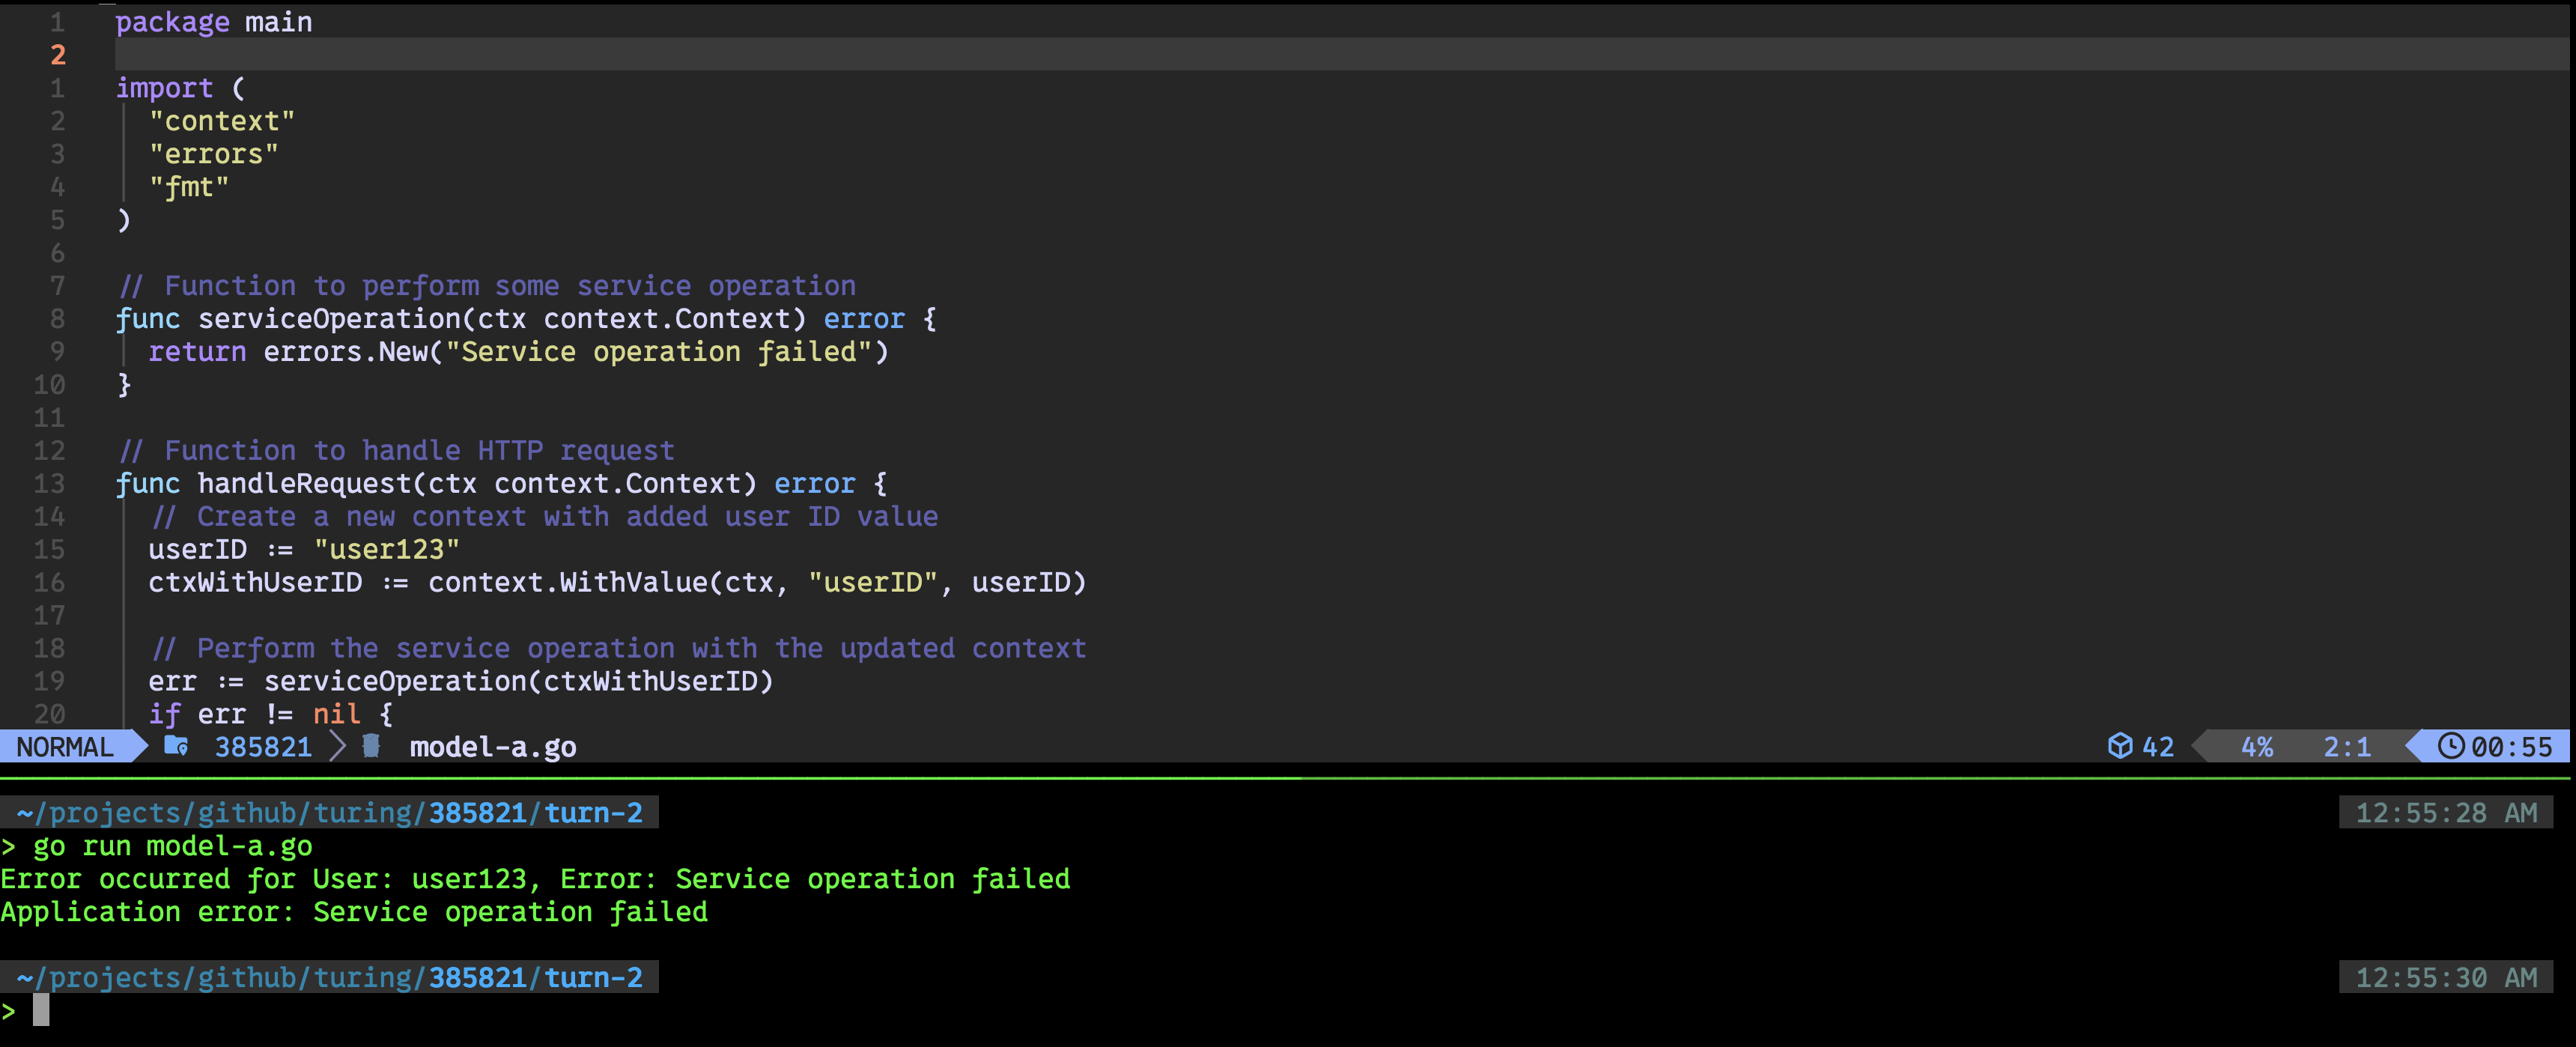 1 package main
2
1 import (
2 "context"
3 "errors"
4 "fmt"
5 )
6
7 // Function to perform some service operation
8 func serviceOperation(ctx context.Context) error {
9 return errors.New("Service operation failed")
10 }
11
12 // Function to handle HTTP request
13 func handleRequest(ctx context.Context) error {
14 // Create a new context with added user ID value
15 userID := "user123"
16 ctxWithUserID := context.WithValue(ctx, "userID", userID)
17
18 // Perform the service operation with the updated context
19 err := serviceOperation(ctxWithUserID)
20 if err != nil {
NORMAL 385821 model-a.go 42 4% 2:1 00:55
~/projects/github/turing/385821/turn-2 12:55:28 AM
> go run model-a.go
Error occurred for User: user123, Error: Service operation failed
Application error: Service operation failed
~/projects/github/turing/385821/turn-2 12:55:30 AM
>